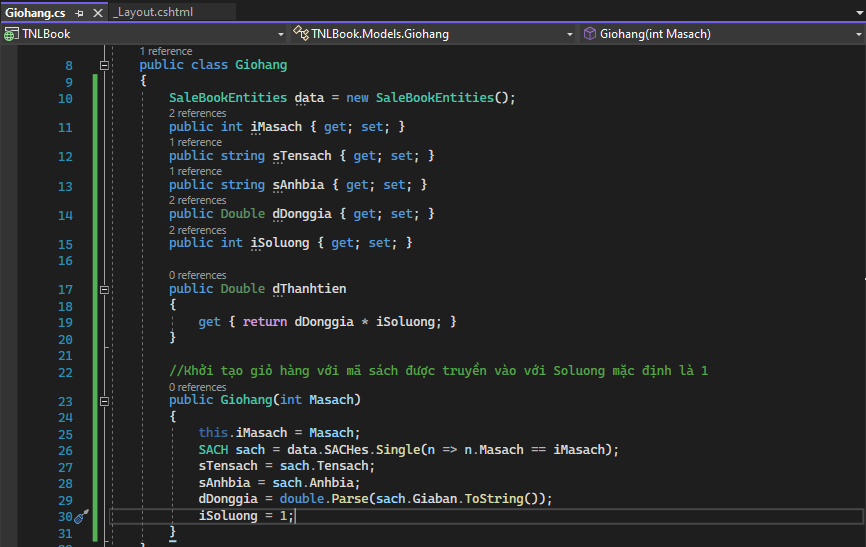 Giohang.cs
_Layout.cshtml
TNLBook
TNLBook.Models.Giohang
Giohang(int Masach)
1 reference
8 public class Giohang
9 {
10 SaleBookEntities data = new SaleBookEntities();
2 references
11 public int iMasach { get; set; }
1 reference
12 public string sTensach { get; set; }
1 reference
13 public string sAnhbia { get; set; }
2 references
14 public Double dDonggia { get; set; }
2 references
15 public int iSoluong { get; set; }
16
0 references
17 public Double dThanhtien
18 {
19 get { return dDonggia * iSoluong; }
20 }
21
22 //Khởi tạo giỏ hàng với mã sách được truyền vào với Soluong mặc định là 1
0 references
23 public Giohang(int Masach)
24 {
25 this.iMasach = Masach;
26 SACH sach = data.SACHes.Single(n => n.Masach == iMasach);
27 sTensach = sach.Tensach;
28 sAnhbia = sach.Anhbia;
29 dDonggia = double.Parse(sach.Giaban.ToString());
30 iSoluong = 1;
31 }